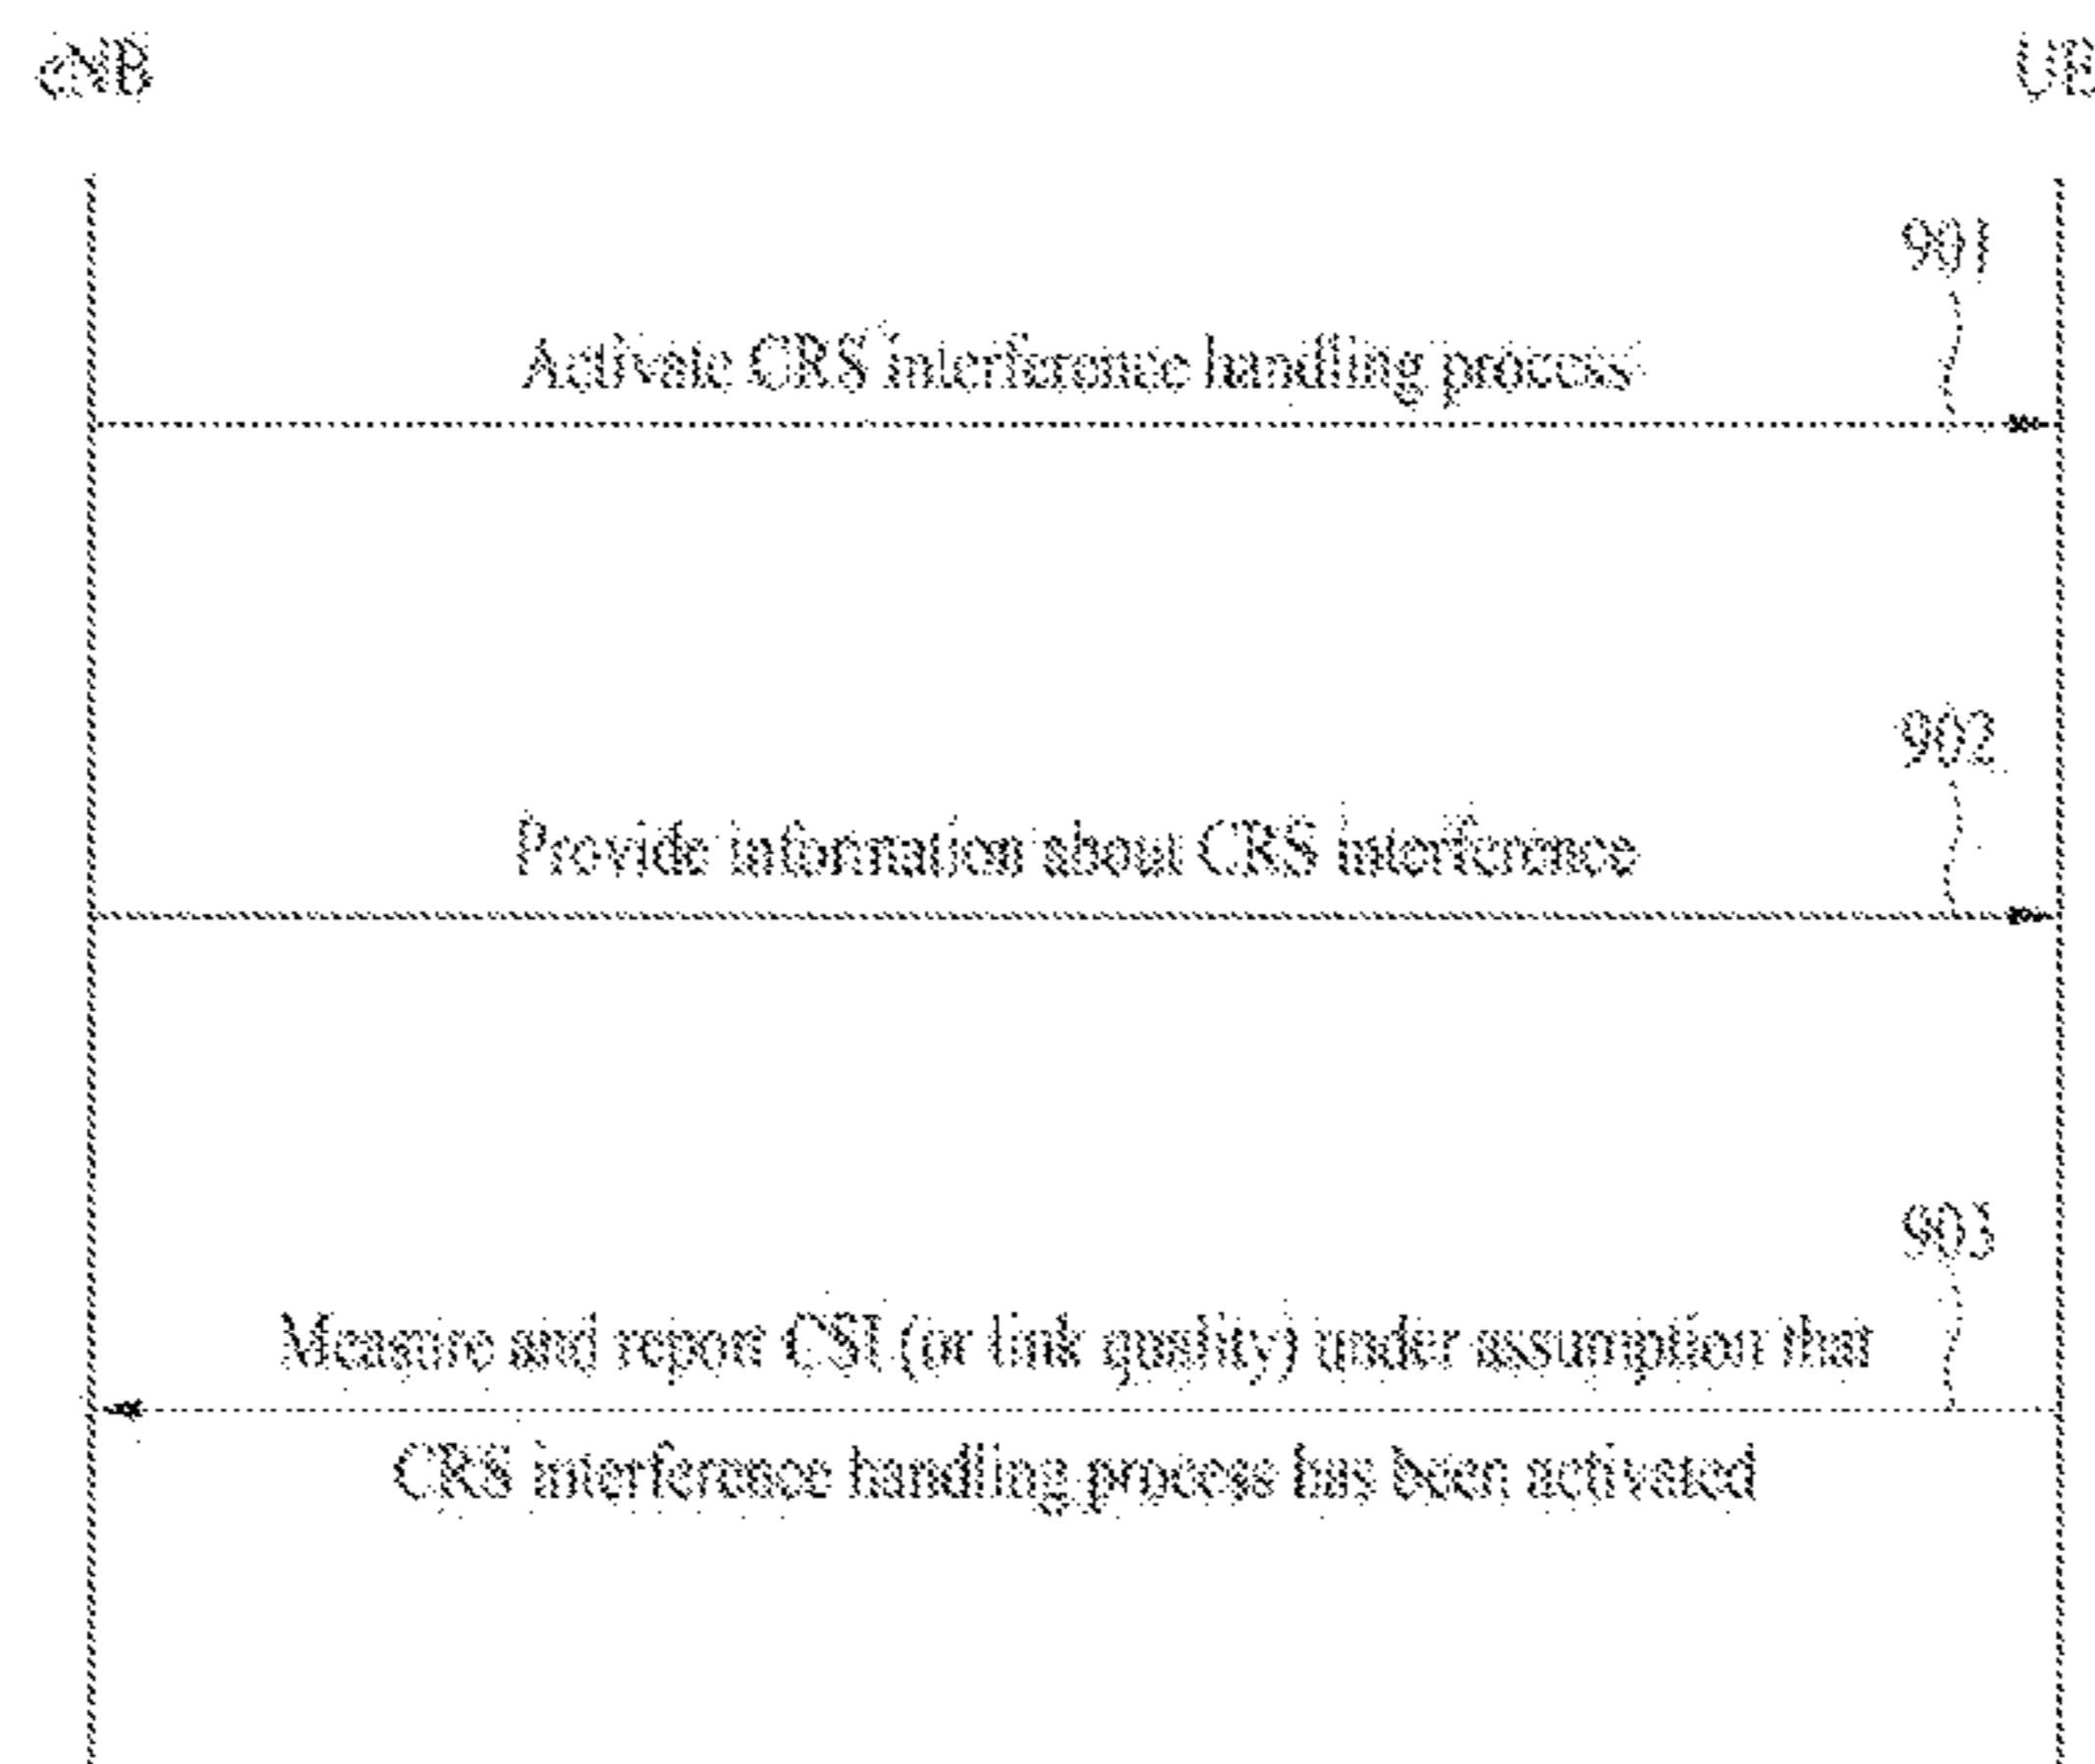 eNB
UE
901
Activate CRS interference handling process
902
Provide information about CRS interference
903
Measure and report CSI (or link quality) under assumption that
CRS interference handling process has been activated